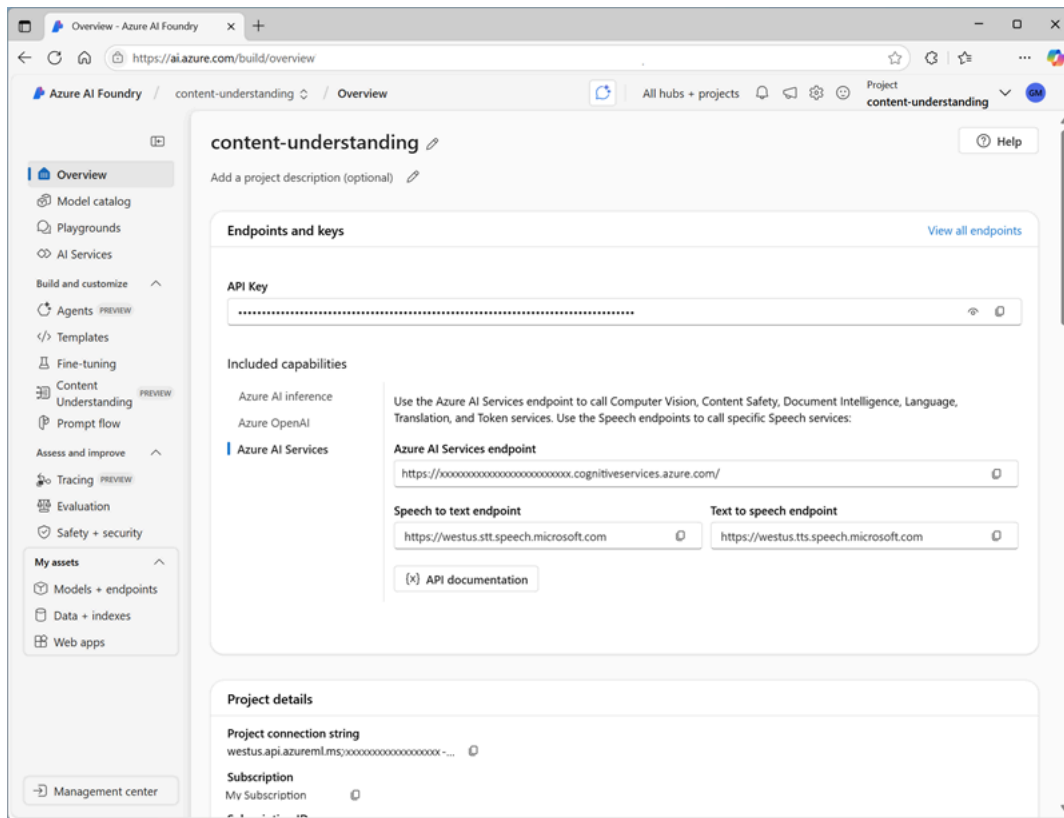 Overview - Azure AI Foundry
https://ai.azure.com/build/overview
Azure AI Foundry / content-understanding / Overview
All hubs + projects
Project
content-understanding
GM
content-understanding
Help
Add a project description (optional)
Overview
Model catalog
Playgrounds
AI Services
Build and customize
Agents PREVIEW
Templates
Fine-tuning
Content
Understanding PREVIEW
Prompt flow
Assess and improve
Tracing PREVIEW
Evaluation
Safety + security
My assets
Models + endpoints
Data + indexes
Web apps
Management center
Endpoints and keys
View all endpoints
API Key
Included capabilities
Azure AI inference
Azure OpenAI
Azure AI Services
Use the Azure AI Services endpoint to call Computer Vision, Content Safety, Document Intelligence, Language,
Translation, and Token services. Use the Speech endpoints to call specific Speech services:
Azure AI Services endpoint
https://xxxxxxxxxxxxxxxxxxxxxxxxxx.cognitiveservices.azure.com/
Speech to text endpoint
https://westus.stt.speech.microsoft.com
Text to speech endpoint
https://westus.tts.speech.microsoft.com
{x} API documentation
Project details
Project connection string
westus.api.azureml.ms;xxxxxxxxxxxxxxxxxx-...
Subscription
My Subscription